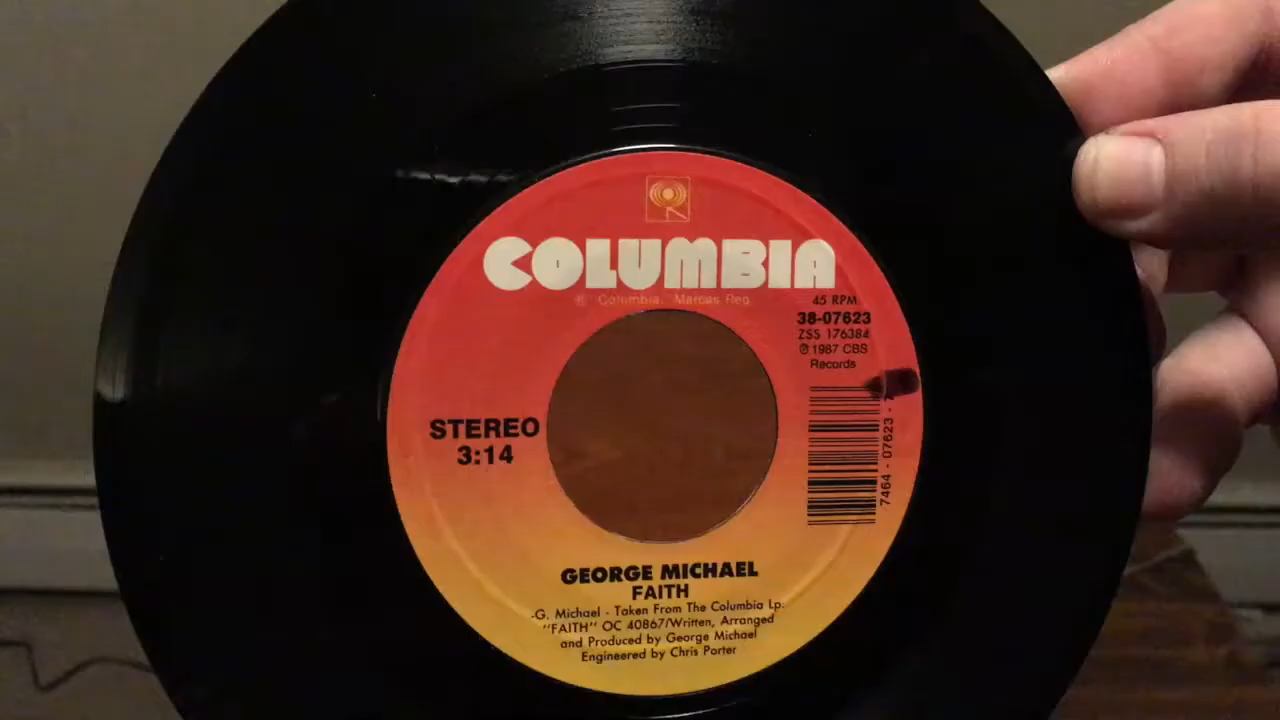 COLUMBIA
® Columbia. Marcas Reg.
45 RPM
38-07623
ZSS 176384
℗ 1987 CBS
Records
STEREO
3:14
7464 - 07623 - 7
GEORGE MICHAEL
FAITH
-G. Michael - Taken From The Columbia Lp.
"FAITH" OC 40867/Written, Arranged
and Produced by George Michael
Engineered by Chris Porter